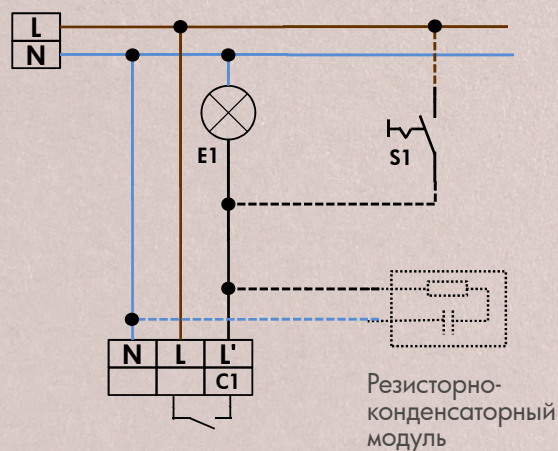 L
N
E1
S1
N L L'
C1
Резисторно-
конденсаторный
модуль